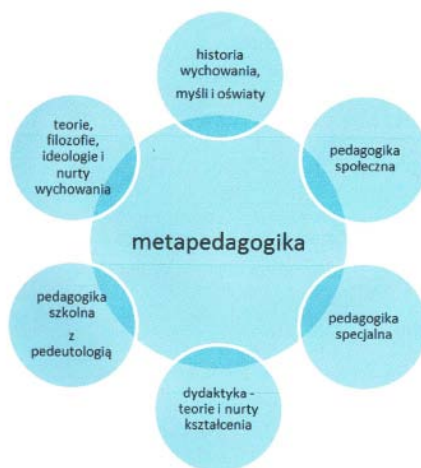 historia
wychowania,
myśli i oświaty
teorie,
filozofie,
ideologie i
nurty
wychowania
pedagogika
społeczna
metapedagogika
pedagogika
szkolna
z
pedeutologią
pedagogika
specjalna
dydaktyka -
teorie i nurty
kształcenia